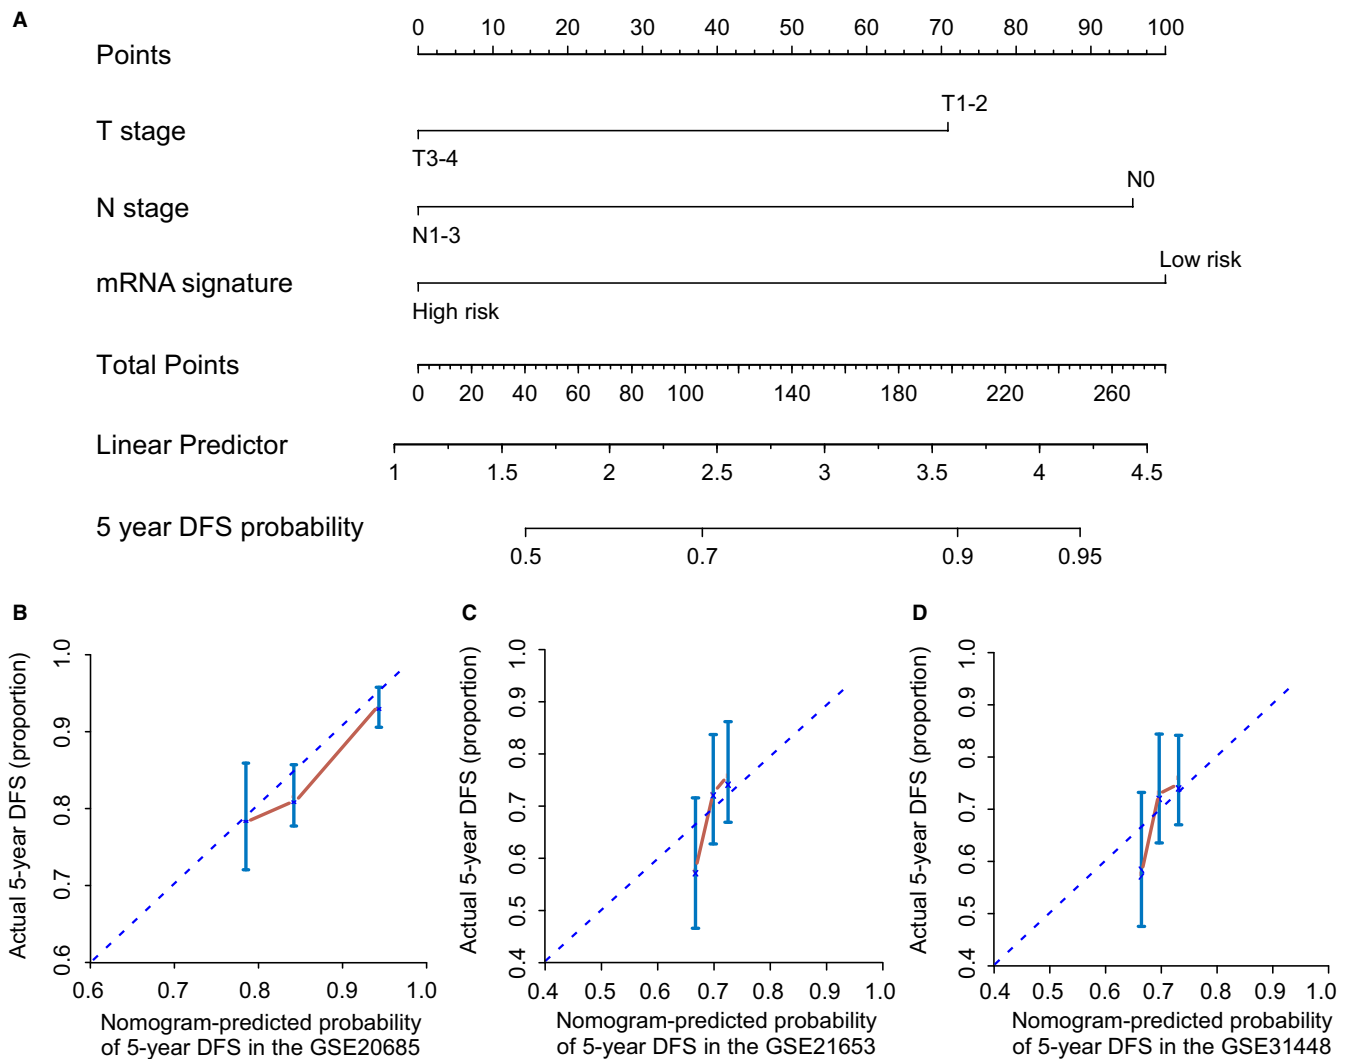 A
0 10 20 30 40 50 60 70 80 90 100
Points
T1-2
T stage
T3-4
N0
N stage
N1-3
Low risk
mRNA signature
High risk
Total Points
0 20 40 60 80 100 140 180 220 260
Linear Predictor
1 1.5 2 2.5 3 3.5 4 4.5
5 year DFS probability
0.5 0.7 0.9 0.95
B
Actual 5-year DFS (proportion)
1.0
0.9
0.8
0.7
0.6
0.6 0.7 0.8 0.9 1.0
Nomogram-predicted probability
of 5-year DFS in the GSE20685
C
Actual 5-year DFS (proportion)
1.0
0.9
0.8
0.7
0.6
0.5
0.4
0.4 0.5 0.6 0.7 0.8 0.9 1.0
Nomogram-predicted probability
of 5-year DFS in the GSE21653
D
Actual 5-year DFS (proportion)
1.0
0.9
0.8
0.7
0.6
0.5
0.4
0.4 0.5 0.6 0.7 0.8 0.9 1.0
Nomogram-predicted probability
of 5-year DFS in the GSE31448